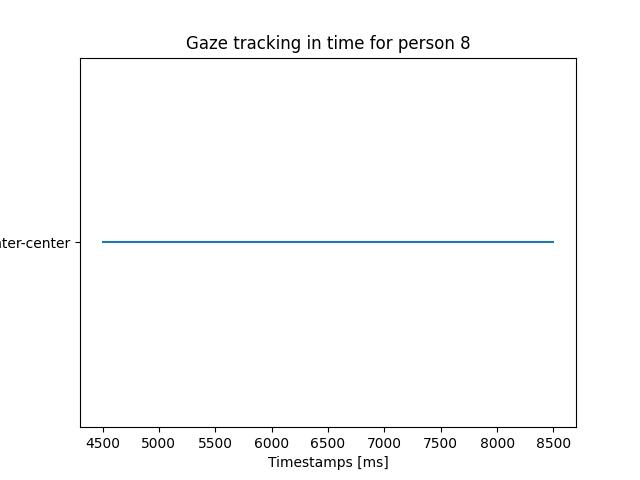 Gaze tracking in time for person 8
nter-center
4500 5000 5500 6000 6500 7000 7500 8000 8500
Timestamps [ms]